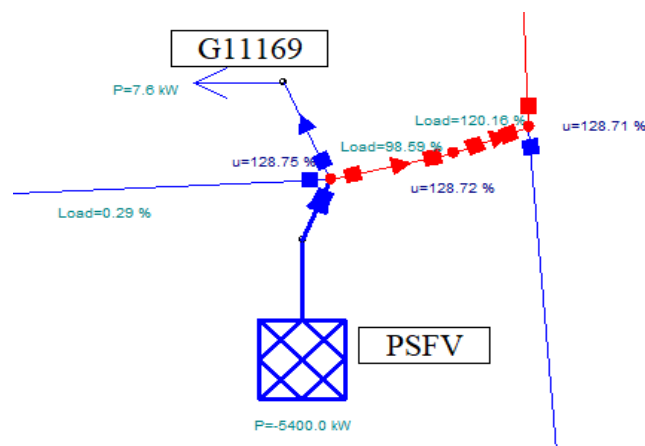 G11169
P=7.6 kW
Load=120.16 %
u=128.71 %
Load=98.59 %
u=128.75 %
u=128.72 %
Load=0.29 %
PSFV
P=-5400.0 kW